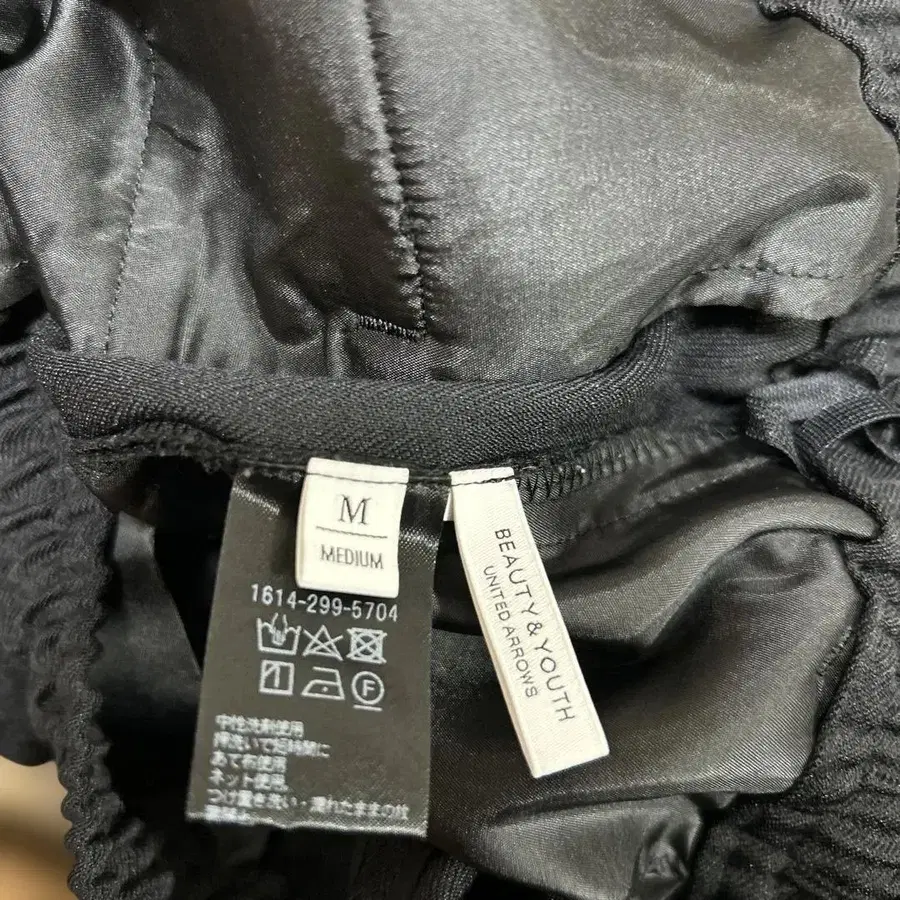 M
MEDIUM
1614-299-5704
F
中性洗剤使用
押洗いで短時間に
あて布使用
ネット使用
つけ置き洗い・濡れたままの放
BEAUTY & YOUTH
UNITED ARROWS